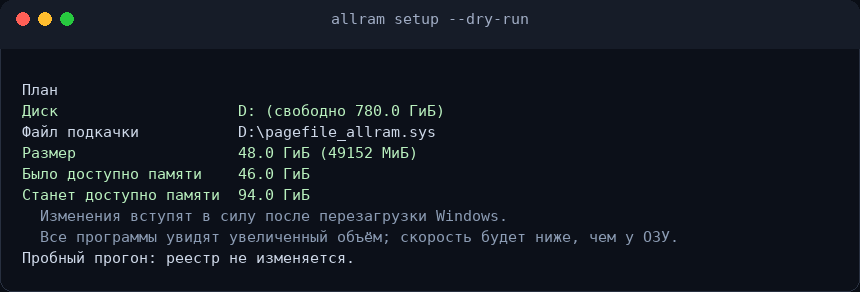 allram setup --dry-run
План
Диск D: (свободно 780.0 ГиБ)
Файл подкачки D:\pagefile_allram.sys
Размер 48.0 ГиБ (49152 МиБ)
Было доступно памяти 46.0 ГиБ
Станет доступно памяти 94.0 ГиБ
Изменения вступят в силу после перезагрузки Windows.
Все программы увидят увеличенный объём; скорость будет ниже, чем у ОЗУ.
Пробный прогон: реестр не изменяется.